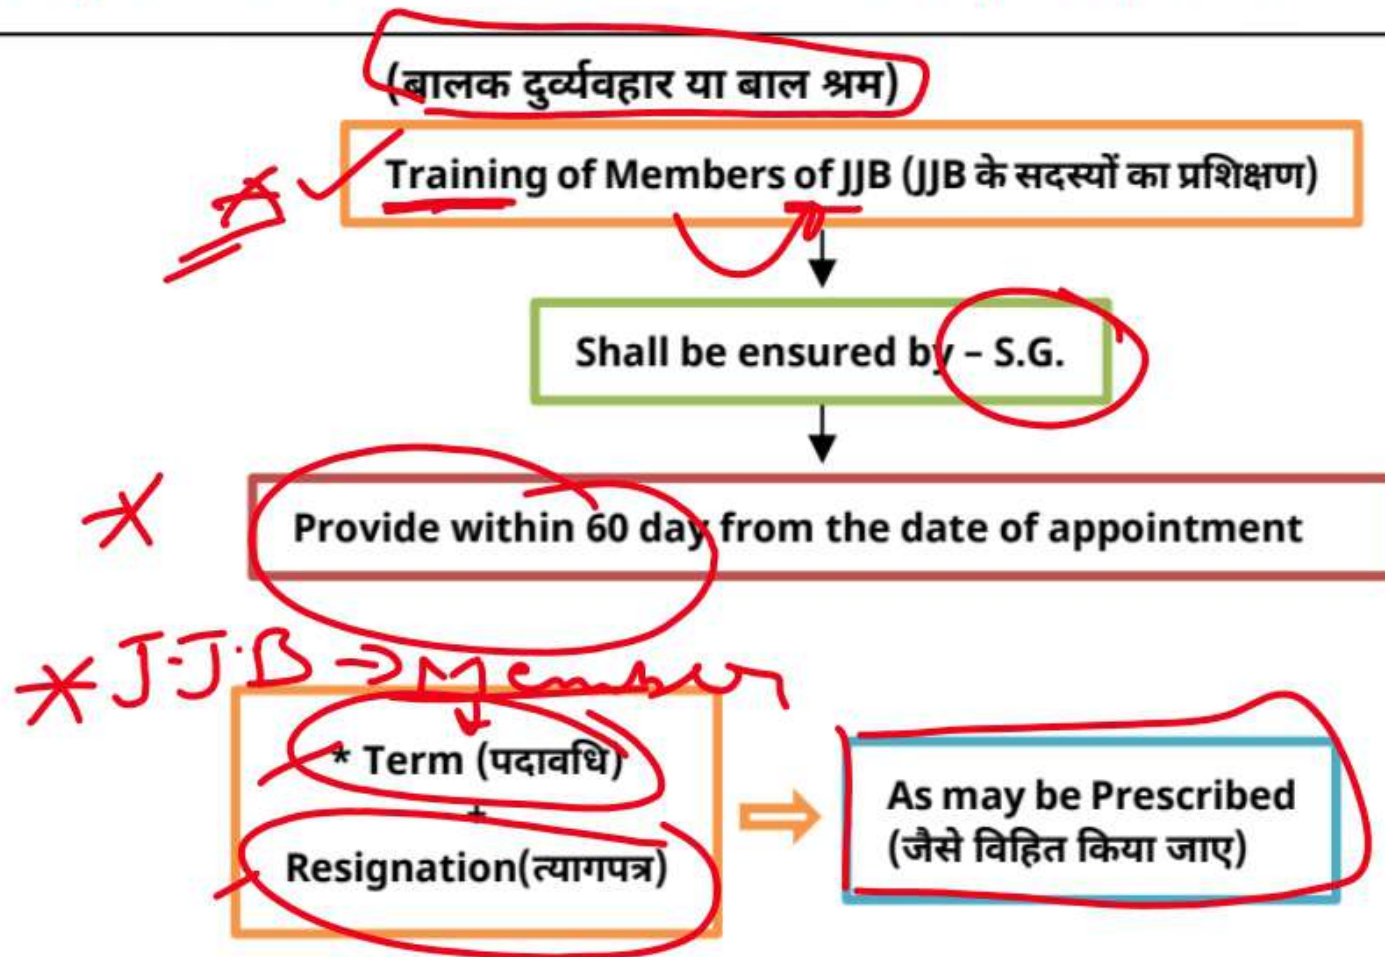 (बालक दुर्व्यवहार या बाल श्रम)
Training of Members of JJB (JJB के सदस्यों का प्रशिक्षण)
Shall be ensured by – S.G.
Provide within 60 day from the date of appointment
* J.J.B → Member
* Term (पदावधि)
+
Resignation(त्यागपत्र)
As may be Prescribed
(जैसे विहित किया जाए)